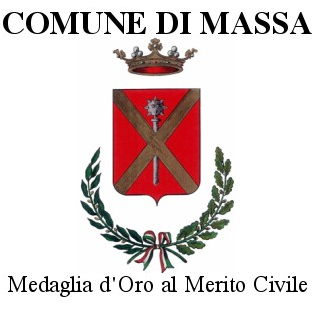 COMUNE DI MASSA
Medaglia d'Oro al Merito Civile